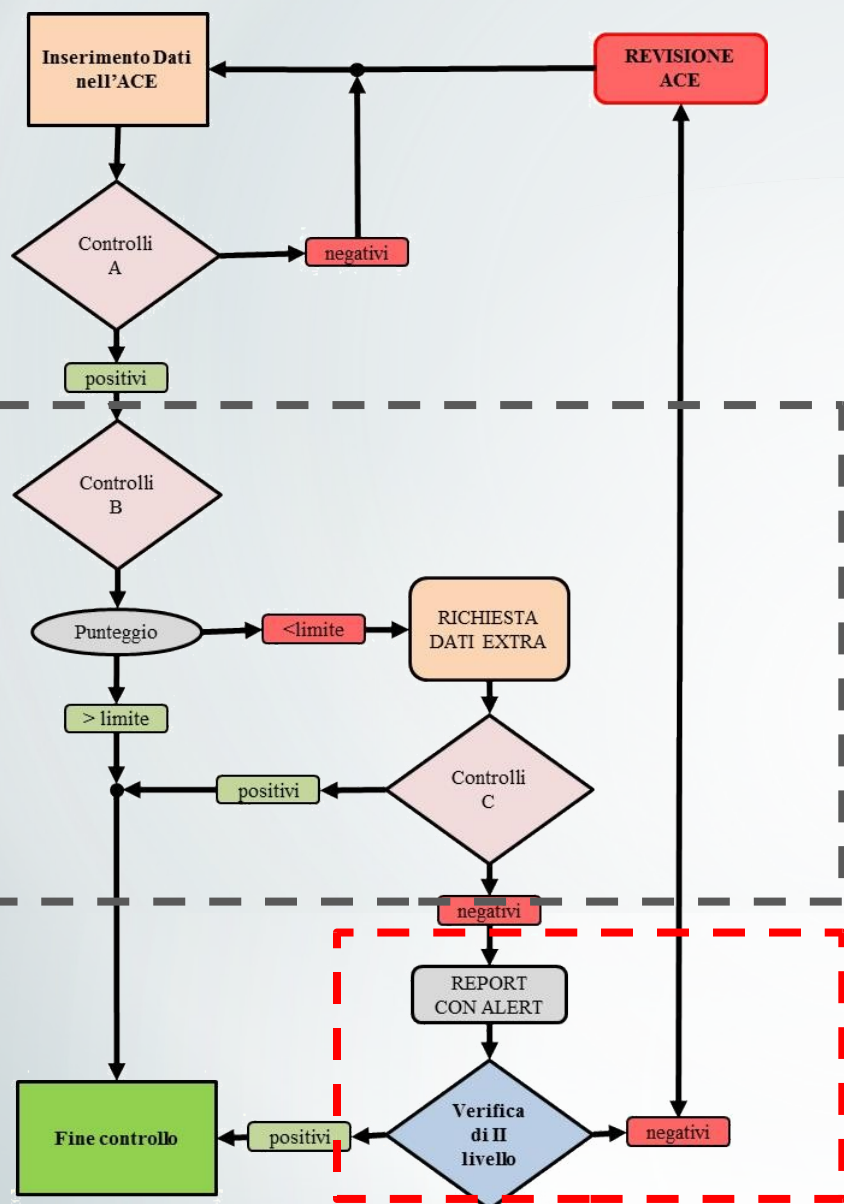 Inserimento Dati
nell'ACE
REVISIONE
ACE
Controlli
A
negativi
positivi
Controlli
B
Punteggio
<limite
RICHIESTA
DATI EXTRA
> limite
positivi
Controlli
C
negativi
REPORT
CON ALERT
Fine controllo
positivi
Verifica
di II
livello
negativi